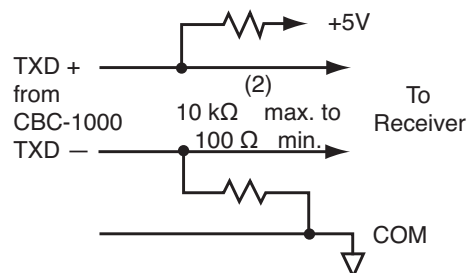 +5V
TXD +
from
CBC-1000
TXD —
(2)
10 kΩ max. to
100 Ω min.
To
Receiver
COM